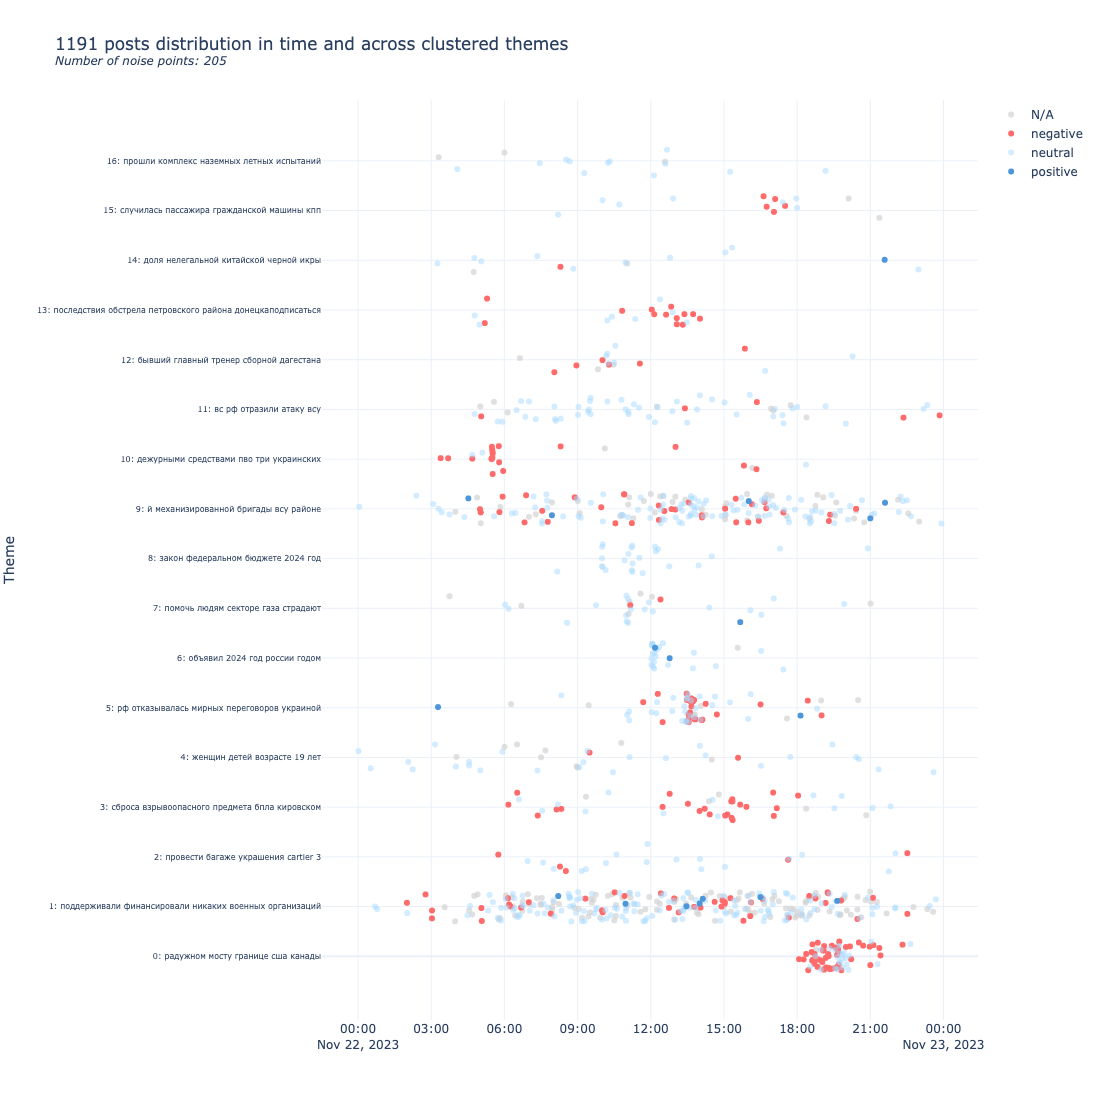 1191 posts distribution in time and across clustered themes
Number of noise points: 205
N/A
negative
neutral
positive
16: прошли комплекс наземных летных испытаний
15: случилась пассажира гражданской машины кпп
14: доля нелегальной китайской черной икры
13: последствия обстрела петровского района донецкаподписаться
12: бывший главный тренер сборной дагестана
11: вс рф отразили атаку всу
10: дежурными средствами пво три украинских
9: й механизированной бригады всу районе
8: закон федеральном бюджете 2024 год
Theme
7: помочь людям секторе газа страдают
6: объявил 2024 год россии годом
5: рф отказывалась мирных переговоров украиной
4: женщин детей возрасте 19 лет
3: сброса взрывоопасного предмета бпла кировском
2: провести багаже украшения cartier 3
1: поддерживали финансировали никаких военных организаций
0: радужном мосту границе сша канады
00:00 03:00 06:00 09:00 12:00 15:00 18:00 21:00 00:00
Nov 22, 2023 Nov 23, 2023